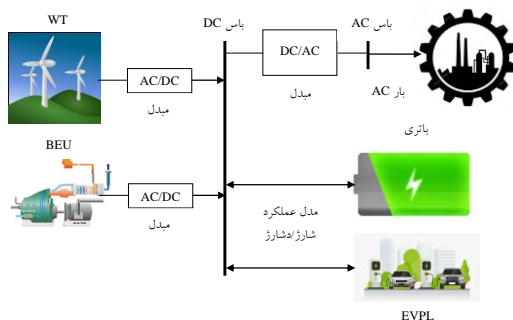 WT
باس DC
باس AC
AC/DC
DC/AC
مبدل
مبدل
بار AC
BEU
باتری
AC/DC
مبدل
مدل عملکرد
شارژ/دشارژ
EVPL